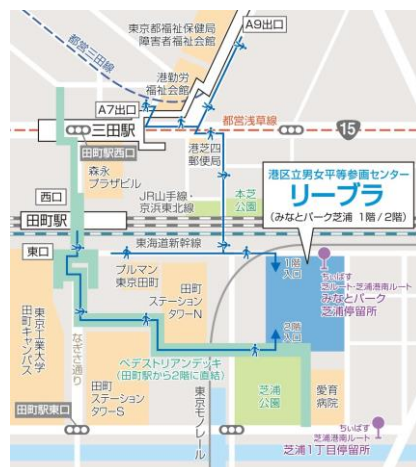 東京都福祉保健局
障害者福祉会館
A9出口
都営三田線
港勤労
福祉会館
A7出口
三田駅
都営浅草線
15
田町駅西口
港芝四
郵便局
森永
プラザビル
港区立男女平等参画センター
リーブラ
(みなとパーク芝浦 1階/2階)
西口
JR山手線・
京浜東北線
本芝
公園
田町駅
東海道新幹線
東口
プルマン
東京田町
1階
入口
ちぃばす
芝ルート・芝浦港南ルート
みなとパーク
芝浦停留所
田町
ステーション
タワーN
東京工業大学
田町キャンパス
なぎさ通り
2階
入口
ペデストリアンデッキ
(田町駅から2階に直結)
田町
ステーション
タワーS
東京モノレール
芝浦
公園
愛育
病院
田町駅東口
ちぃばす
芝浦港南ルート
芝浦1丁目停留所